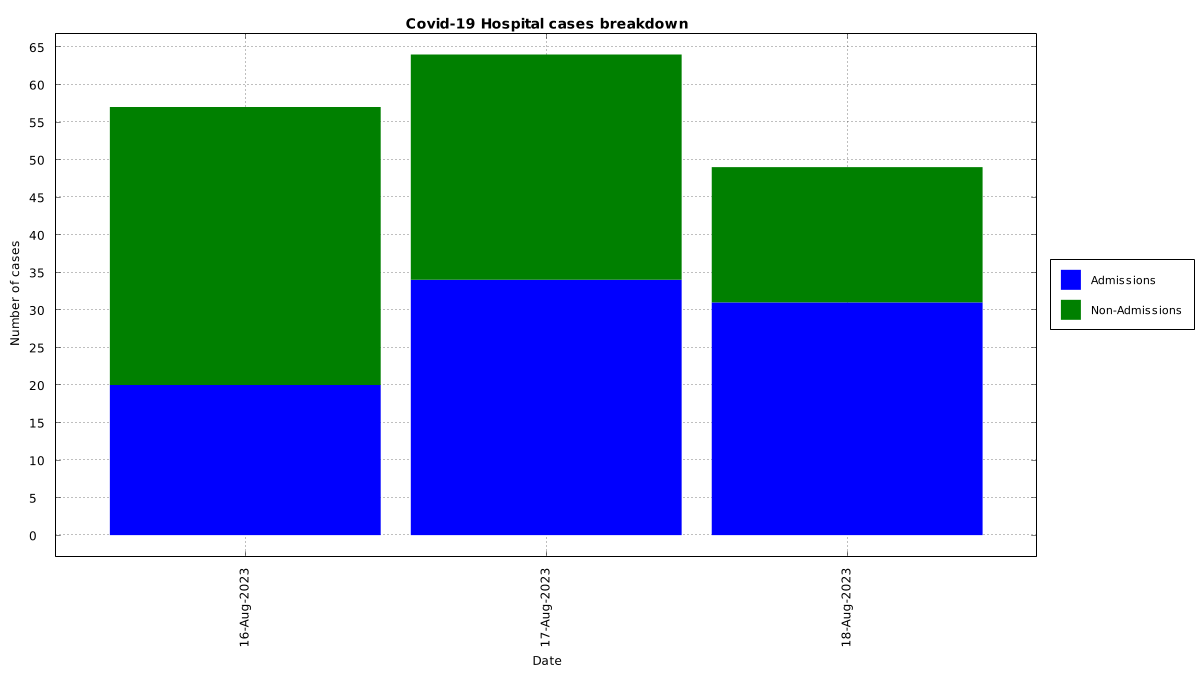 Covid-19 Hospital cases breakdown
65
60
55
50
45
40
35
30
25
20
15
10
5
0
Number of cases
16-Aug-2023
17-Aug-2023
18-Aug-2023
Date
Admissions
Non-Admissions